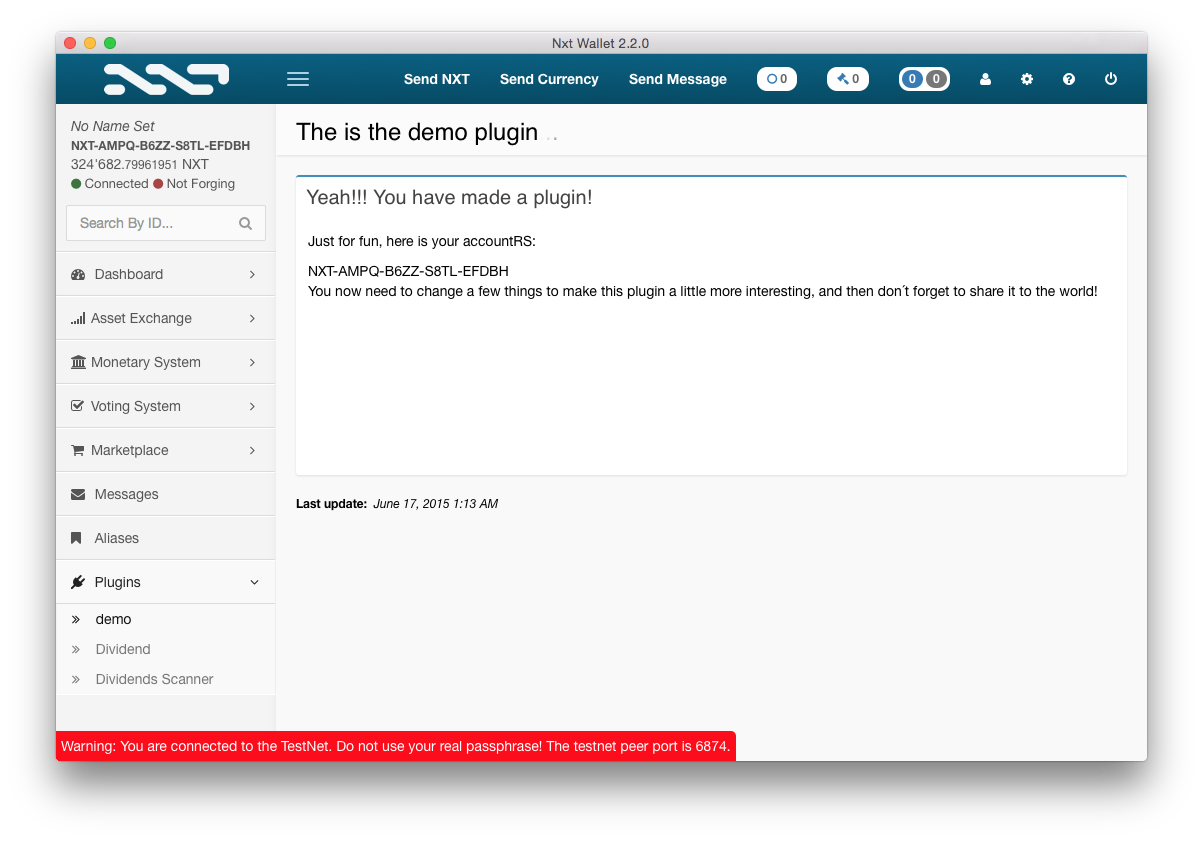 Nxt Wallet 2.2.0
NXT
Send NXT
Send Currency
Send Message
0
0
0 0
No Name Set
NXT-AMPQ-B6ZZ-S8TL-EFDBH
324'682.79961951 NXT
Connected Not Forging
Search By ID...
Dashboard
Asset Exchange
Monetary System
Voting System
Marketplace
Messages
Aliases
Plugins
demo
Dividend
Dividends Scanner
The is the demo plugin ..
Yeah!!! You have made a plugin!
Just for fun, here is your accountRS:
NXT-AMPQ-B6ZZ-S8TL-EFDBH
You now need to change a few things to make this plugin a little more interesting, and then don´t forget to share it to the world!
Last update: June 17, 2015 1:13 AM
Warning: You are connected to the TestNet. Do not use your real passphrase! The testnet peer port is 6874.